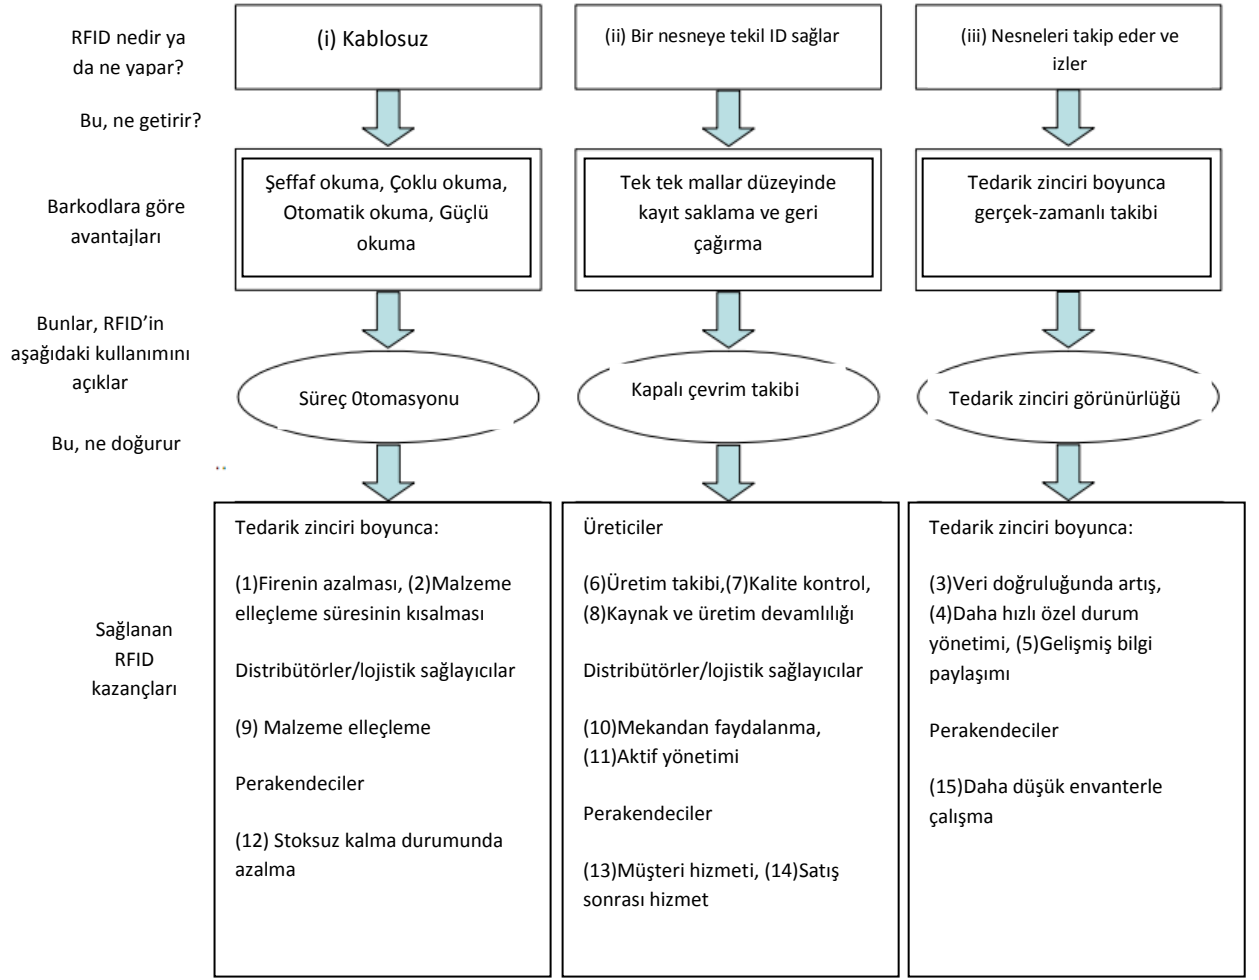 RFID nedir ya
da ne yapar?
(i) Kablosuz
(ii) Bir nesneye tekil ID sağlar
(iii) Nesneleri takip eder ve
izler
Bu, ne getirir?
Barkodlara göre
avantajları
Şeffaf okuma, Çoklu okuma,
Otomatik okuma, Güçlü
okuma
Tek tek mallar düzeyinde
kayıt saklama ve geri
çağırma
Tedarik zinciri boyunca
gerçek-zamanlı takibi
Bunlar, RFID’in
aşağıdaki kullanımını
açıklar
Süreç Otomasyonu
Kapalı çevrim takibi
Tedarik zinciri görünürlüğü
Bu, ne doğurur
Sağlanan
RFID
kazançları
Tedarik zinciri boyunca:
(1)Firenin azalması, (2)Malzeme
elleçleme süresinin kısalması
Distribütörler/lojistik sağlayıcılar
(9) Malzeme elleçleme
Perakendeciler
(12) Stoksuz kalma durumunda
azalma
Üreticiler
(6)Üretim takibi,(7)Kalite kontrol,
(8)Kaynak ve üretim devamlılığı
Distribütörler/lojistik sağlayıcılar
(10)Mekandan faydalanma,
(11)Aktif yönetimi
Perakendeciler
(13)Müşteri hizmeti, (14)Satış
sonrası hizmet
Tedarik zinciri boyunca:
(3)Veri doğruluğunda artış,
(4)Daha hızlı özel durum
yönetimi, (5)Gelişmiş bilgi
paylaşımı
Perakendeciler
(15)Daha düşük envanterle
çalışma